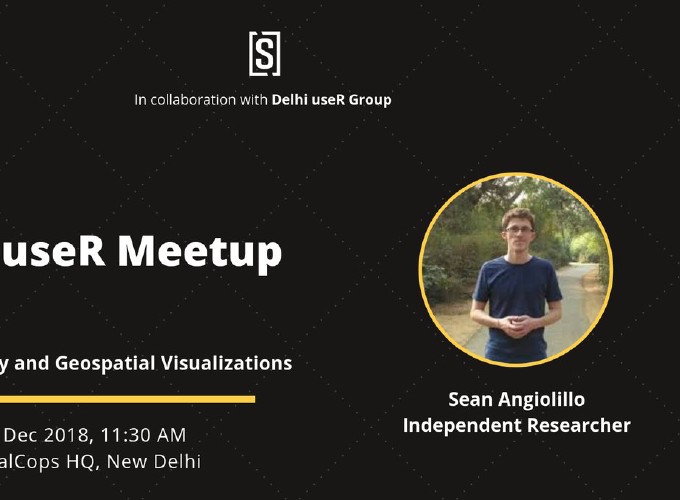 [S]
In collaboration with Delhi useR Group
useR Meetup
y and Geospatial Visualizations
Dec 2018, 11:30 AM
alCops HQ, New Delhi
Sean Angiolillo
Independent Researcher